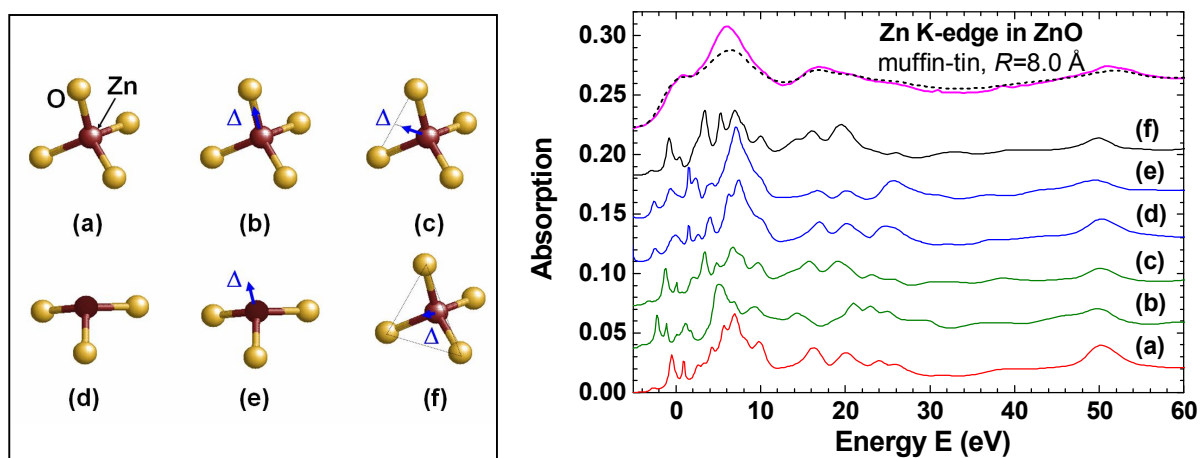 O
Zn
Δ
Δ
(a)
(b)
(c)
Δ
Δ
(d)
(e)
(f)
Zn K-edge in ZnO
muffin-tin, R=8.0 Å
(f)
(e)
(d)
(c)
(b)
(a)
0.30
0.25
0.20
0.15
0.10
0.05
0.00
Absorption
0
10
20
30
40
50
60
Energy E (eV)